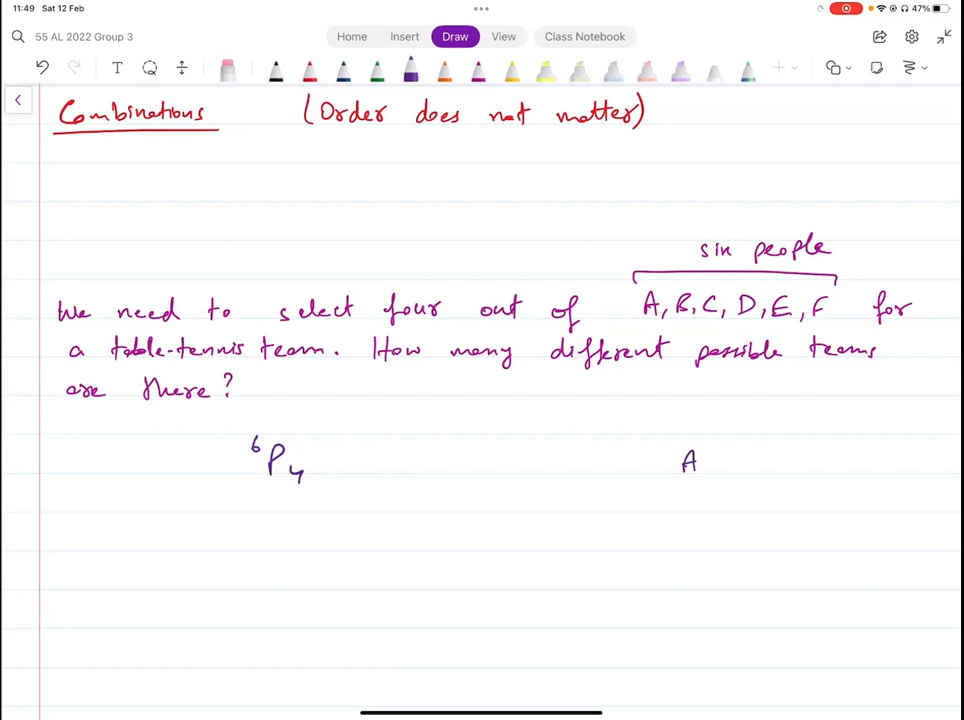 11:49 Sat 12 Feb
47%
55 AL 2022 Group 3
Home Insert Draw View Class Notebook
T
Combinations (Order does not matter)
six people
We need to select four out of A, B, C, D, E, F for
a table-tennis team. How many different possible teams
are there?
⁶P₄
A